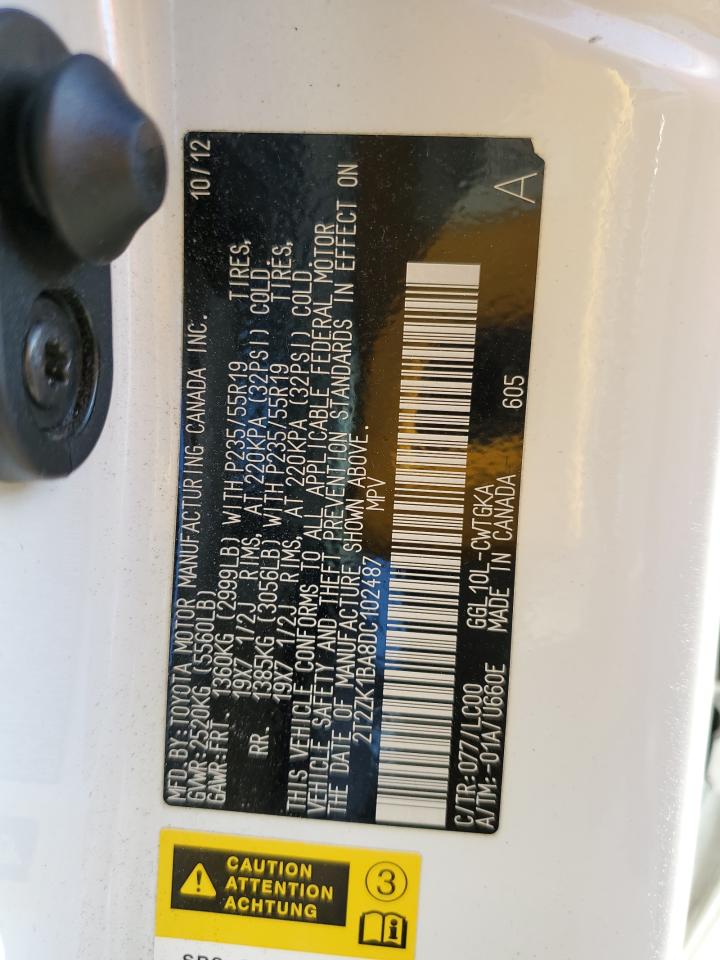 MFD.BY:TOYOTA MOTOR MANUFACTURING CANADA INC. 10/12
GVWR:2520KG (5560LB)
GAWR:FRT. 1360KG (2999LB) WITH P235/55R19 TIRES,
19X7 1/2J RIMS, AT 220KPA (32PSI) COLD.
RR. 1385KG (3056LB) WITH P235/55R19 TIRES,
19X7 1/2J RIMS, AT 220KPA (32PSI) COLD.
THIS VEHICLE CONFORMS TO ALL APPLICABLE FEDERAL MOTOR
VEHICLE SAFETY AND THEFT PREVENTION STANDARDS IN EFFECT ON
THE DATE OF MANUFACTURE SHOWN ABOVE.
2T2ZK1BA8DC102487 MPV
A
C/TR:077/LC00 GGL10L-CWTGKA 605
A/TM:-01A/U660E MADE IN CANADA
CAUTION
ATTENTION
ACHTUNG
3
i